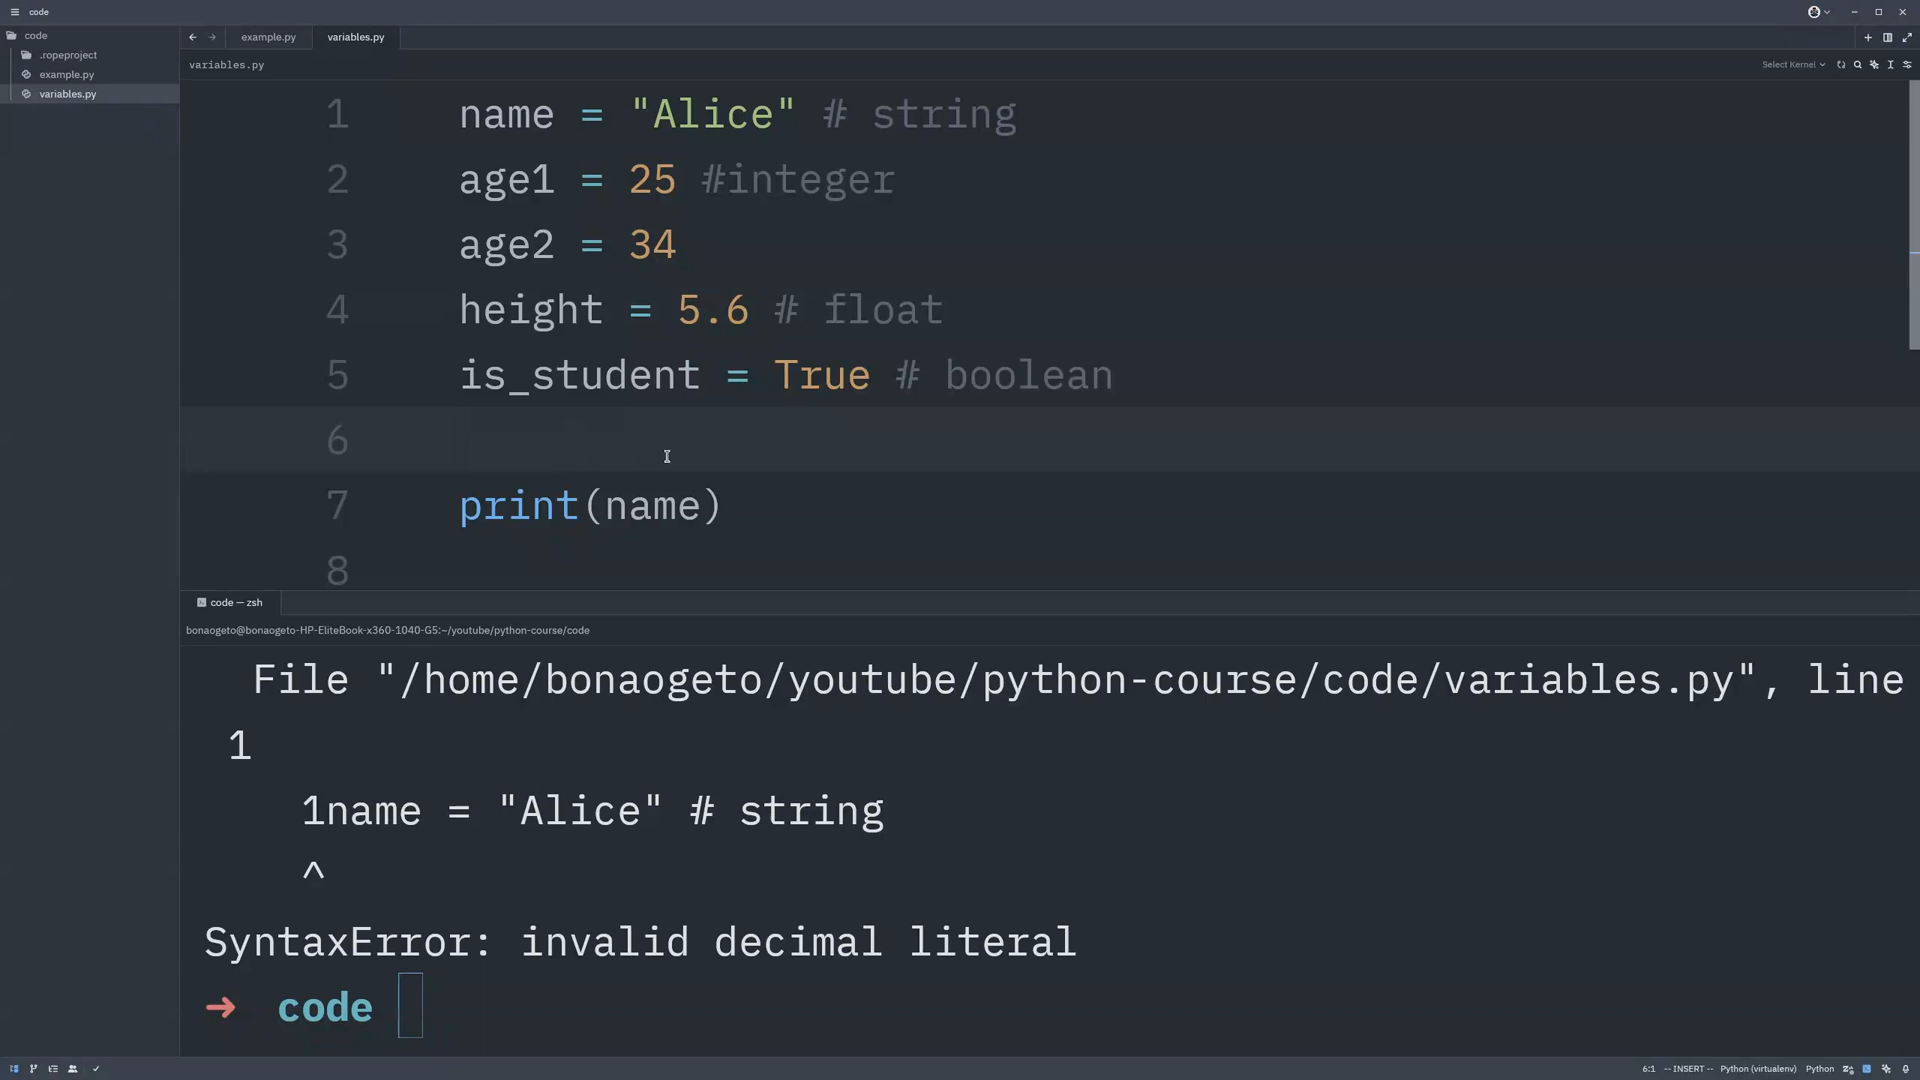 code
code
.ropeproject
example.py
variables.py
example.py
variables.py
variables.py
Select Kernel
1 name = "Alice" # string
2 age1 = 25 #integer
3 age2 = 34
4 height = 5.6 # float
5 is_student = True # boolean
6
7 print(name)
8
code — zsh
bonaogeto@bonaogeto-HP-EliteBook-x360-1040-G5:~/youtube/python-course/code
File "/home/bonaogeto/youtube/python-course/code/variables.py", line
1
1name = "Alice" # string
^
SyntaxError: invalid decimal literal
➜ code
6:1 -- INSERT -- Python (virtualenv) Python